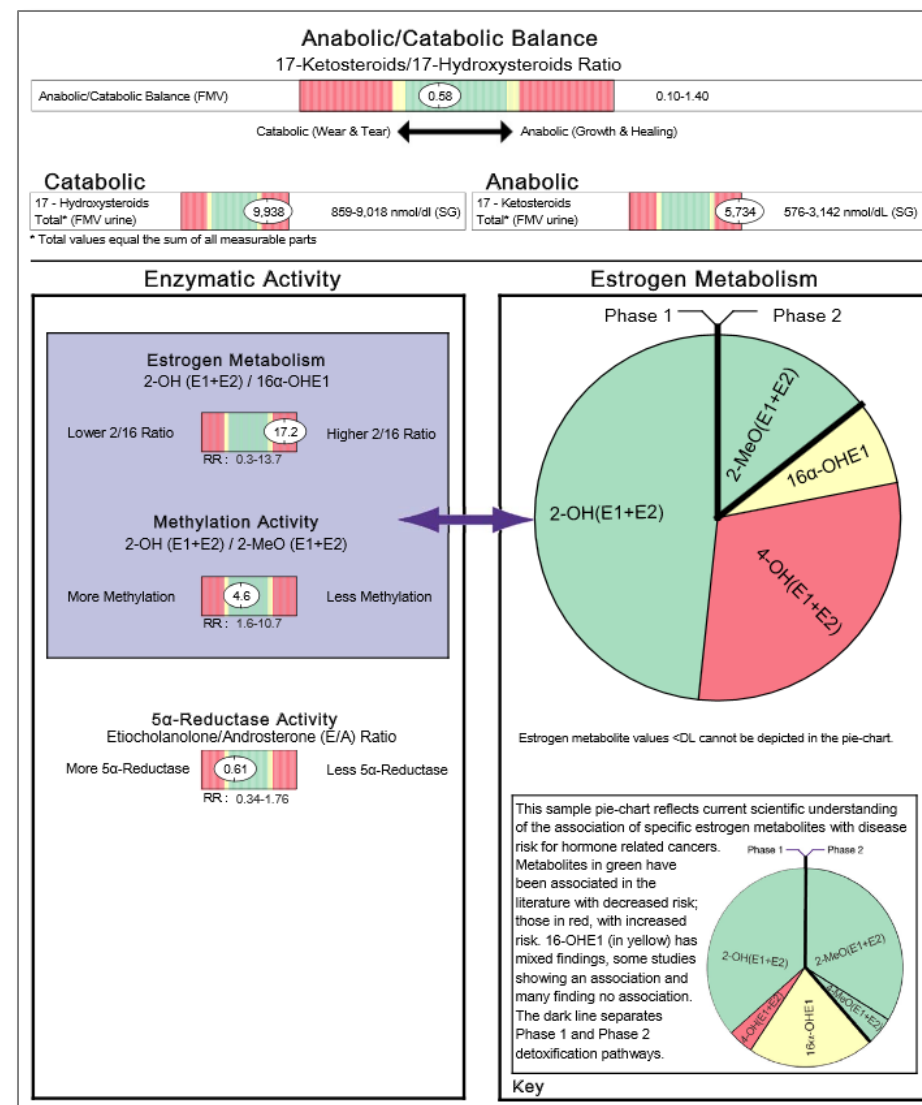 Anabolic/Catabolic Balance
17-Ketosteroids/17-Hydroxysteroids Ratio
Anabolic/Catabolic Balance (FMV) 0.58 0.10-1.40
Catabolic (Wear & Tear) Anabolic (Growth & Healing)
Catabolic
17 - Hydroxysteroids
Total* (FMV urine) 9,938 859-9,018 nmol/dl (SG)
* Total values equal the sum of all measurable parts
Anabolic
17 - Ketosteroids
Total* (FMV urine) 5,734 576-3,142 nmol/dL (SG)
Enzymatic Activity
Estrogen Metabolism
2-OH (E1+E2) / 16α-OHE1
Lower 2/16 Ratio 17.2 Higher 2/16 Ratio
RR : 0.3-13.7
Methylation Activity
2-OH (E1+E2) / 2-MeO (E1+E2)
More Methylation 4.6 Less Methylation
RR : 1.6-10.7
5α-Reductase Activity
Etiocholanolone/Androsterone (E/A) Ratio
More 5α-Reductase 0.61 Less 5α-Reductase
RR : 0.34-1.76
Estrogen Metabolism
Phase 1 Phase 2
2-MeO(E1+E2)
16α-OHE1
2-OH(E1+E2)
4-OH(E1+E2)
Estrogen metabolite values <DL cannot be depicted in the pie-chart.
This sample pie-chart reflects current scientific understanding
of the association of specific estrogen metabolites with disease
risk for hormone related cancers.
Metabolites in green have
been associated in the
literature with decreased risk;
those in red, with increased
risk. 16-OHE1 (in yellow) has
mixed findings, some studies
showing an association and
many finding no association.
The dark line separates
Phase 1 and Phase 2
detoxification pathways.
Phase 1 Phase 2
2-OH(E1+E2)
2-MeO(E1+E2)
4-MeO(E1+E2)
4-OH(E1+E2)
16α-OHE1
Key